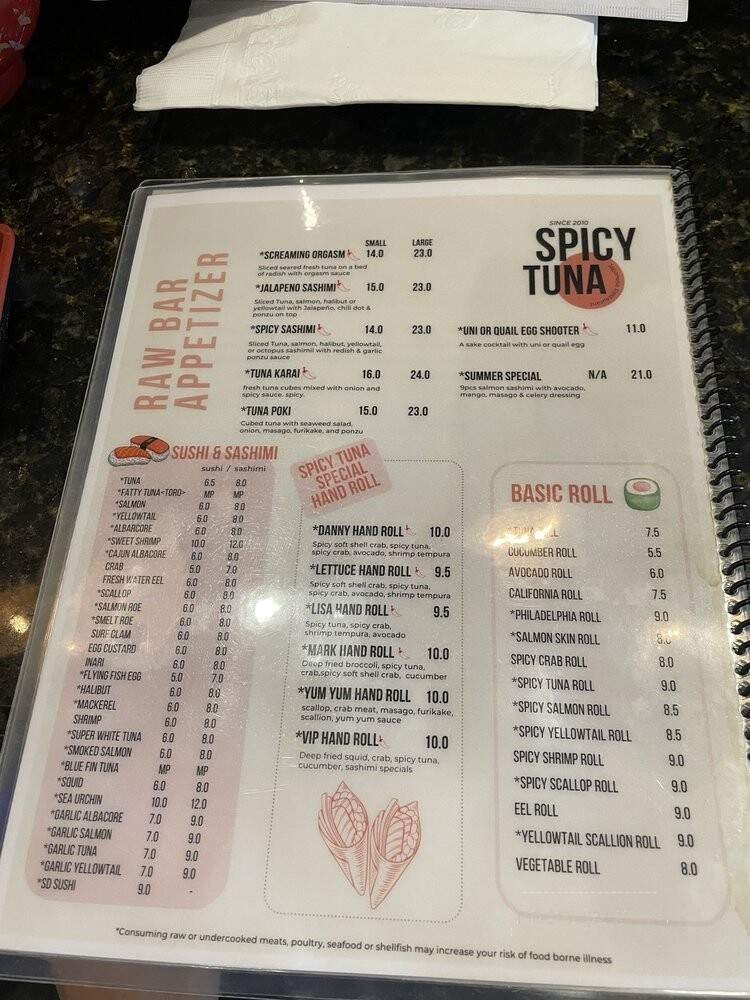 RAW BAR
APPETIZER
SMALL LARGE
*SCREAMING ORGASM 14.0 23.0
Sliced seared fresh tuna on a bed
of radish with orgasm sauce
*JALAPENO SASHIMI 15.0 23.0
Sliced Tuna, salmon, halibut or
yellowtail with Jalapeño, chili dot &
ponzu on top
*SPICY SASHIMI 14.0 23.0
Sliced Tuna, salmon, halibut, yellowtail,
or octopus sashimil with redish & garlic
ponzu sauce
*TUNA KARAI 16.0 24.0
fresh tuna cubes mixed with onion and
spicy sauce. spicy.
*TUNA POKI 15.0 23.0
Cubed tuna with seaweed salad,
onion, masago, furikake, and ponzu
SINCE 2010
SPICY
TUNA
*UNI OR QUAIL EGG SHOOTER 11.0
A sake cocktail with uni or quail egg
*SUMMER SPECIAL N/A 21.0
9pcs salmon sashimi with avocado,
mango, masago & celery dressing
SUSHI & SASHIMI
sushi / sashimi
*TUNA 6.5 8.0
*FATTY TUNA<TORO> MP MP
*SALMON 6.0 8.0
*YELLOWTAIL 6.0 8.0
*ALBARCORE 6.0 8.0
*SWEET SHRIMP 10.0 12.0
*CAJUN ALBACORE 6.0 8.0
CRAB 5.0 7.0
FRESH WATER EEL 6.0 8.0
*SCALLOP 6.0 8.0
*SALMON ROE 6.0 8.0
*SMELT ROE 6.0 8.0
SURF CLAM 6.0 8.0
EGG CUSTARD 6.0 8.0
INARI 6.0 8.0
*FLYING FISH EGG 5.0 7.0
*HALIBUT 6.0 8.0
*MACKEREL 6.0 8.0
SHRIMP 6.0 8.0
*SUPER WHITE TUNA 6.0 8.0
*SMOKED SALMON 6.0 8.0
*BLUE FIN TUNA MP MP
*SQUID 6.0 8.0
*SEA URCHIN 10.0 12.0
*GARLIC ALBACORE 7.0 9.0
*GARLIC SALMON 7.0 9.0
*GARLIC TUNA 7.0 9.0
*GARLIC YELLOWTAIL 7.0 9.0
*SD SUSHI 9.0 -
SPICY TUNA
SPECIAL
HAND ROLL
*DANNY HAND ROLL 10.0
Spicy soft shell crab, spicy tuna,
spicy crab, avocado, shrimp tempura
*LETTUCE HAND ROLL 9.5
Spicy soft shell crab, spicy tuna,
spicy crab, avocado, shrimp tempura
*LISA HAND ROLL 9.5
Spicy tuna, spicy crab,
shrimp tempura, avocado
*MARK HAND ROLL 10.0
Deep fried broccoli, spicy tuna,
crab,spicy soft shell crab, cucumber
*YUM YUM HAND ROLL 10.0
scallop, crab meat, masago, furikake,
scallion, yum yum sauce
*VIP HAND ROLL 10.0
Deep fried squid, crab, spicy tuna,
cucumber, sashimi specials
BASIC ROLL
*TUNA ROLL 7.5
CUCUMBER ROLL 5.5
AVOCADO ROLL 6.0
CALIFORNIA ROLL 7.5
*PHILADELPHIA ROLL 9.0
*SALMON SKIN ROLL
SPICY CRAB ROLL 8.0
*SPICY TUNA ROLL 9.0
*SPICY SALMON ROLL 8.5
*SPICY YELLOWTAIL ROLL 8.5
SPICY SHRIMP ROLL 9.0
*SPICY SCALLOP ROLL 9.0
EEL ROLL 9.0
*YELLOWTAIL SCALLION ROLL 9.0
VEGETABLE ROLL 8.0
*Consuming raw or undercooked meats, poultry, seafood or shellfish may increase your risk of food borne illness